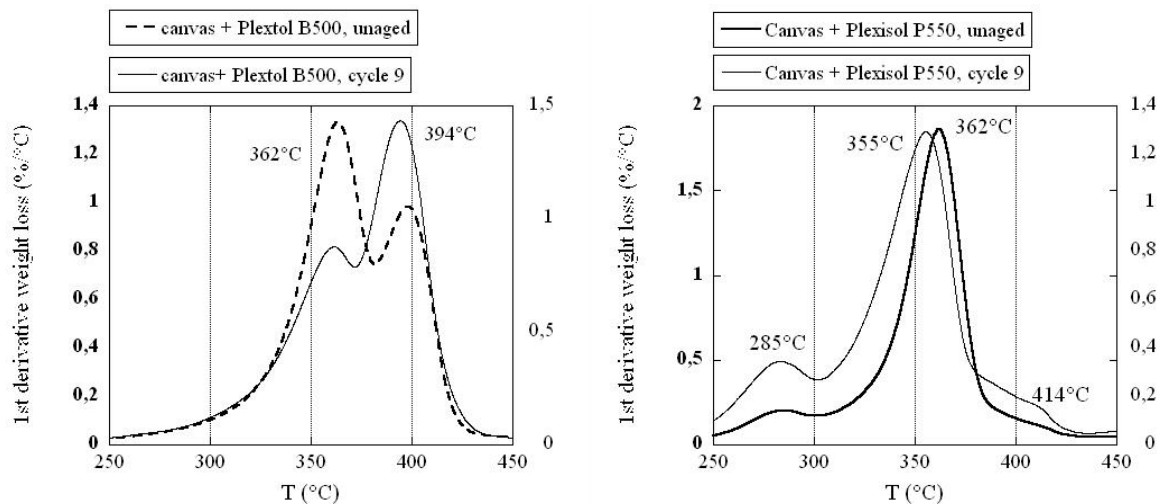 canvas + Plextol B500, unaged
canvas+ Plextol B500, cycle 9
1st derivative weight loss (%/°C)
1,4
1,2
1
0,8
0,6
0,4
0,2
0
1,5
1
0,5
0
362°C
394°C
250
300
350
400
450
T (°C)
Canvas + Plexisol P550, unaged
Canvas + Plexisol P550, cycle 9
1st derivative weight loss (%/°C)
2
1,5
1
0,5
0
1,4
1,2
1
0,8
0,6
0,4
0,2
0
355°C
362°C
285°C
414°C
250
300
350
400
450
T (°C)